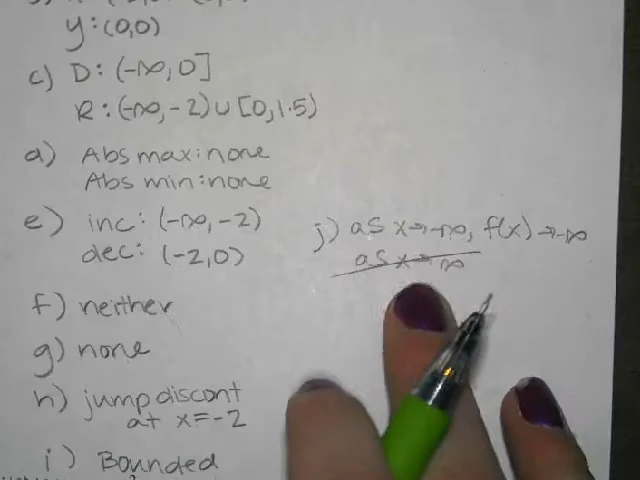 y: (0,0)
c) D: (-∞, 0]
R: (-∞, -2) ∪ [0, 1.5)
d) Abs max: none
Abs min: none
e) inc: (-∞, -2)
dec: (-2, 0)
j) as x→-∞, f(x)→-∞
as x→∞
f) neither
g) none
h) jump discont
at x=-2
i) Bounded